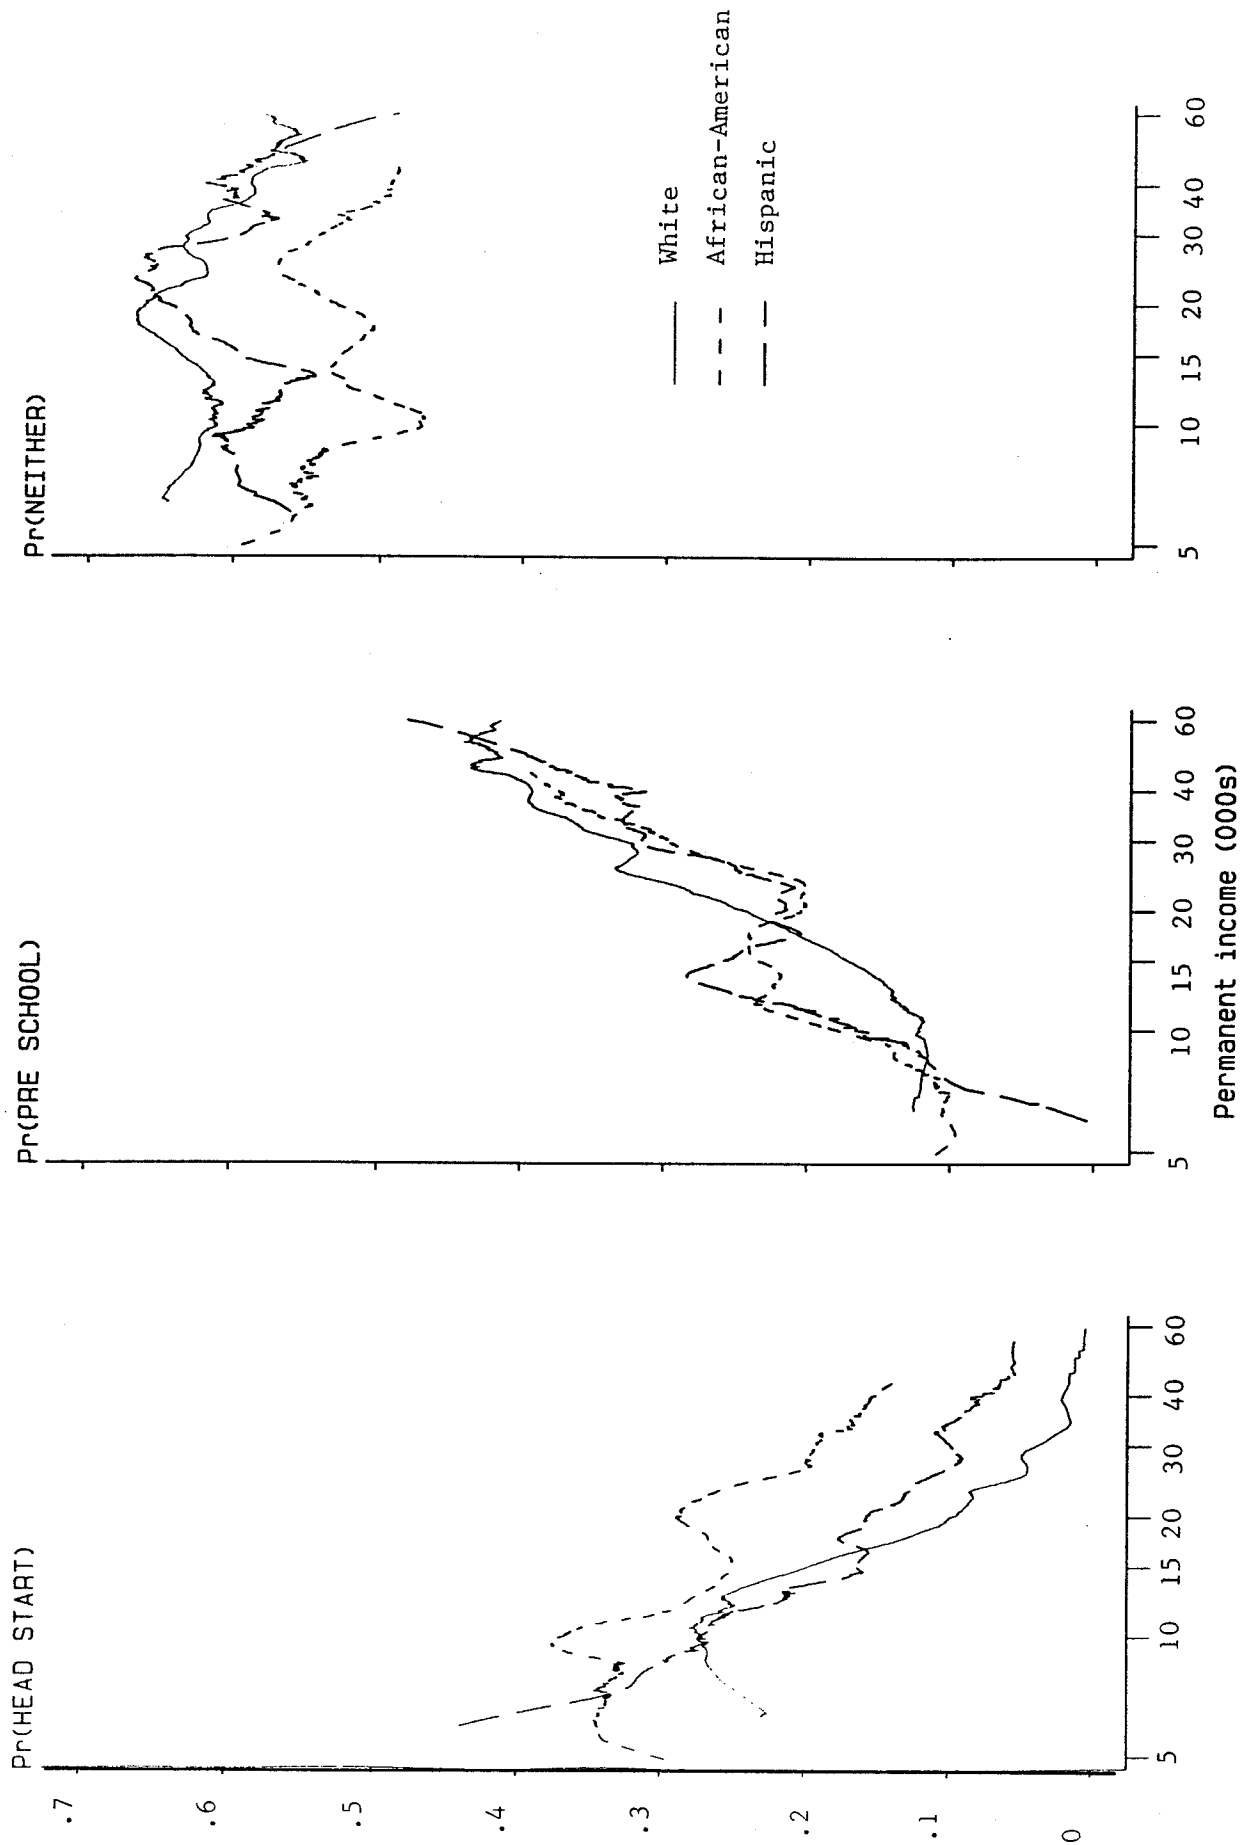 Pr(HEAD START)
.7
.6
.5
.4
.3
.2
.1
0
5 10 15 20 30 40 60
Pr(PRE SCHOOL)
5 10 15 20 30 40 60
Permanent income (000s)
Pr(NEITHER)
White
African-American
Hispanic
5 10 15 20 30 40 60